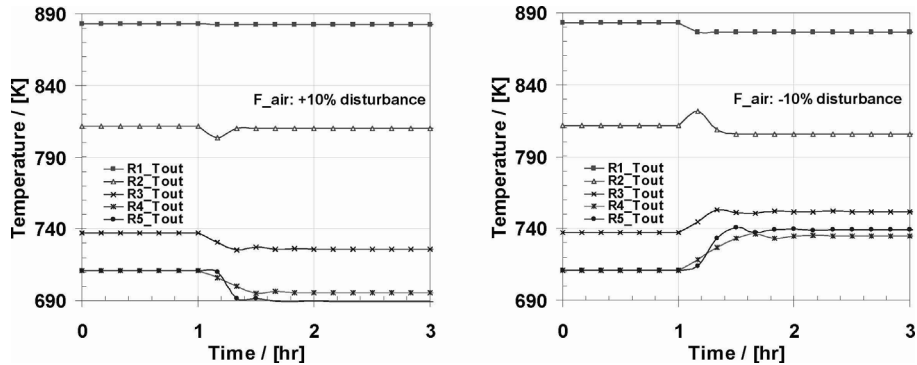 890
840
790
740
690
Temperature / [K]
F_air: +10% disturbance
R1_Tout
R2_Tout
R3_Tout
R4_Tout
R5_Tout
0
1
2
3
Time / [hr]
890
840
790
740
690
Temperature / [K]
F_air: -10% disturbance
R1_Tout
R2_Tout
R3_Tout
R4_Tout
R5_Tout
0
1
2
3
Time / [hr]